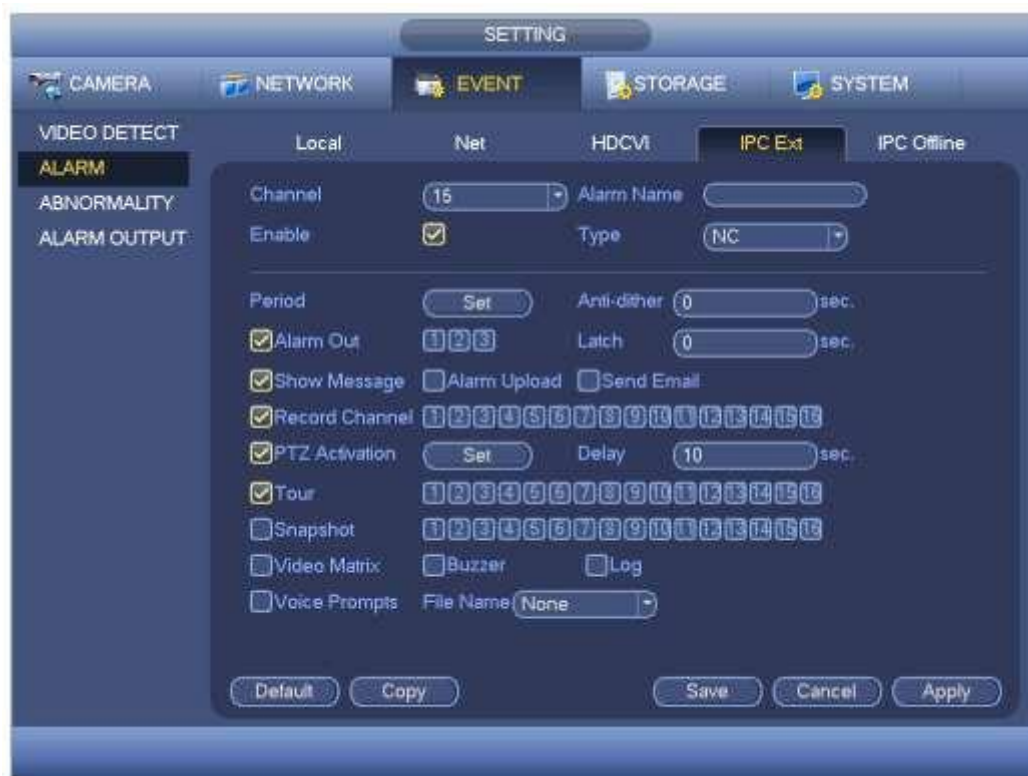 SETTING
CAMERA NETWORK EVENT STORAGE SYSTEM
VIDEO DETECT
ALARM
ABNORMALITY
ALARM OUTPUT
Local Net HDCVI IPC Ext IPC Offline
Channel 15 Alarm Name
Enable Type NC
Period Set Anti-dither 0 sec.
Alarm Out 1 2 3 Latch 0 sec.
Show Message Alarm Upload Send Email
Record Channel 1 2 3 4 5 6 7 8 9 10 11 12 13 14 15 16
PTZ Activation Set Delay 10 sec.
Tour 1 2 3 4 5 6 7 8 9 10 11 12 13 14 15 16
Snapshot 1 2 3 4 5 6 7 8 9 10 11 12 13 14 15 16
Video Matrix Buzzer Log
Voice Prompts File Name None
Default Copy Save Cancel Apply